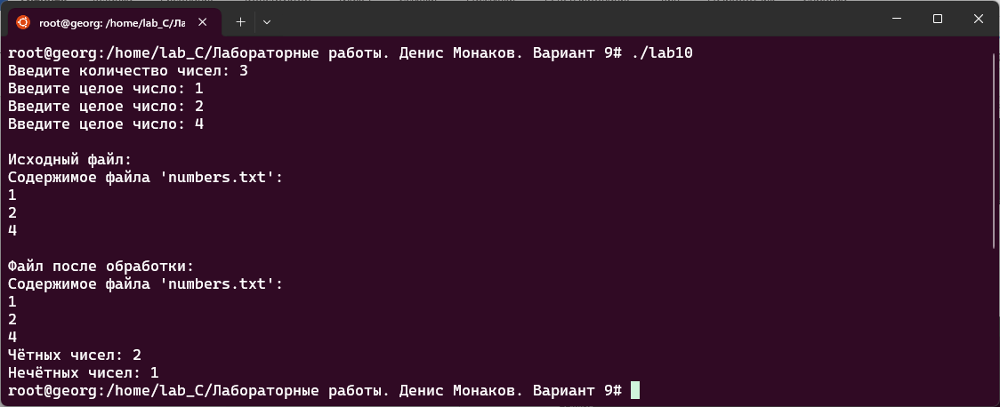 root@georg: /home/lab_C/Ла
root@georg:/home/lab_C/Лабораторные работы. Денис Монаков. Вариант 9# ./lab10
Введите количество чисел: 3
Введите целое число: 1
Введите целое число: 2
Введите целое число: 4
Исходный файл:
Содержимое файла 'numbers.txt':
1
2
4
Файл после обработки:
Содержимое файла 'numbers.txt':
1
2
4
Чётных чисел: 2
Нечётных чисел: 1
root@georg:/home/lab_C/Лабораторные работы. Денис Монаков. Вариант 9#